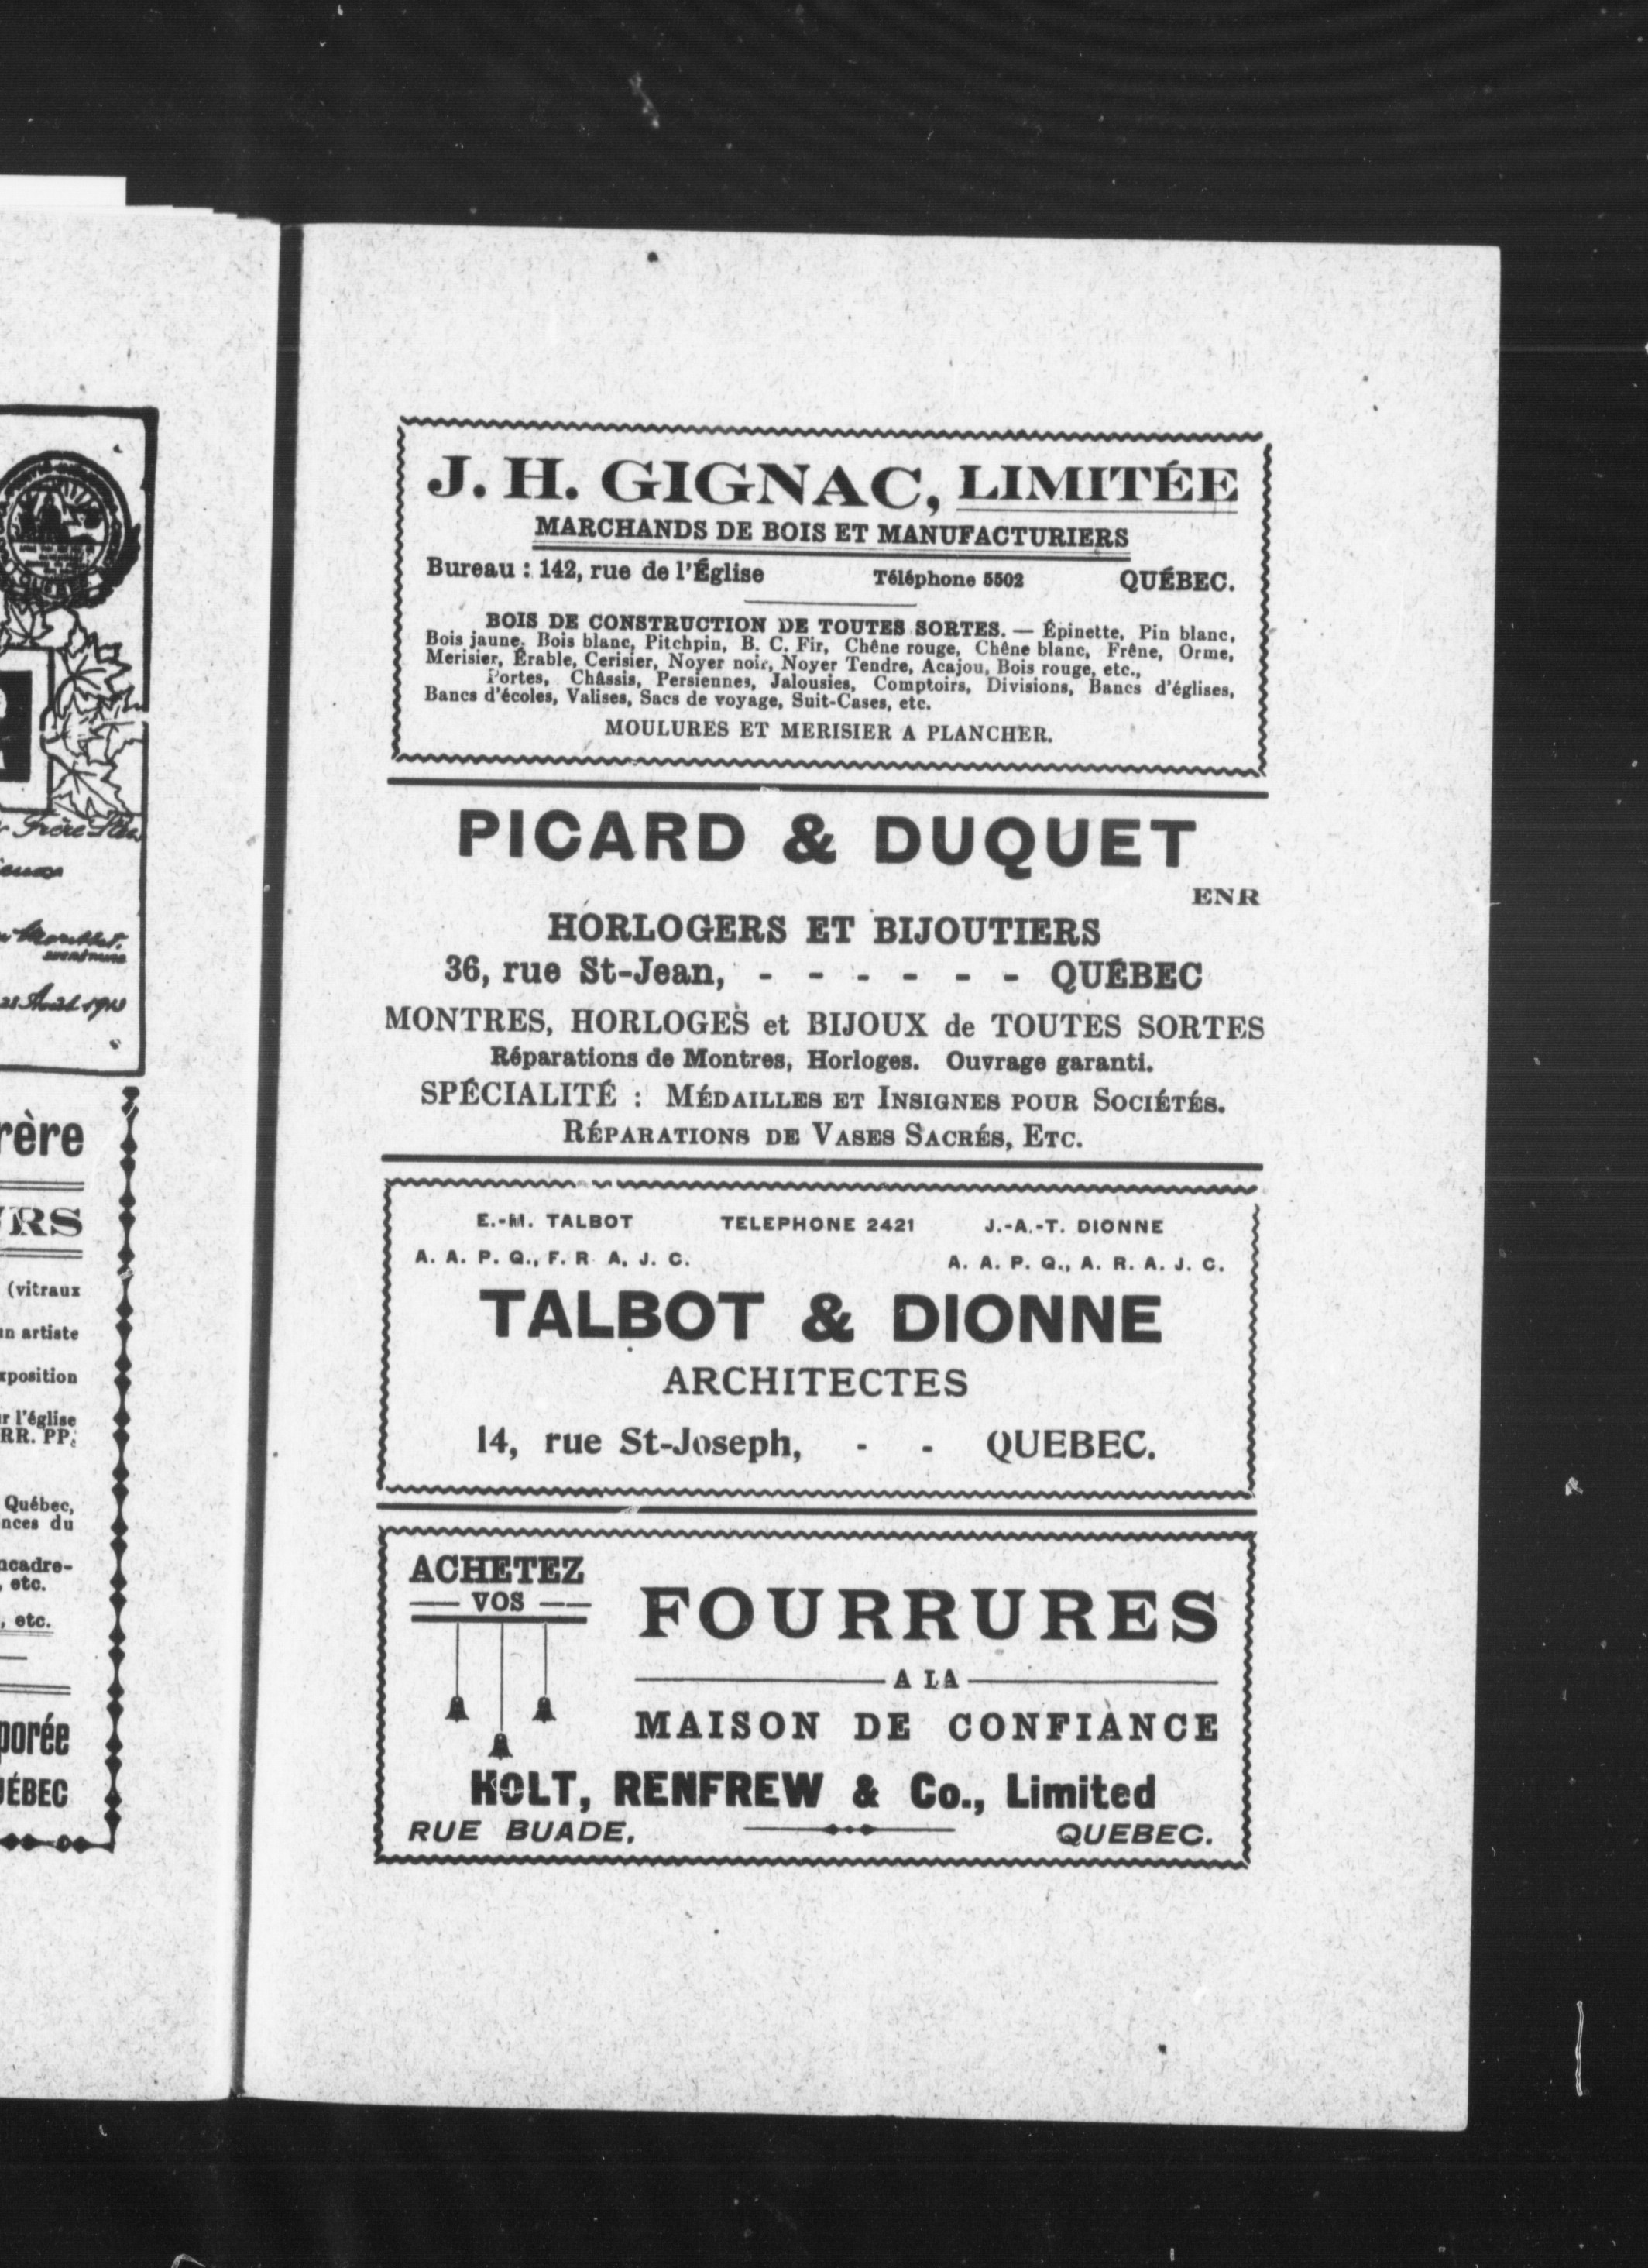 rère
URS
(vitraux
un artiste
xposition
ur l'église
RR. PP.
Québec,
nces du
ncadre-
, etc.
, etc.
porée
UÉBEC
J. H. GIGNAC, LIMITÉE
MARCHANDS DE BOIS ET MANUFACTURIERS
Bureau : 142, rue de l'Église Téléphone 5502 QUÉBEC.
BOIS DE CONSTRUCTION DE TOUTES SORTES. — Épinette, Pin blanc,
Bois jaune, Bois blanc, Pitchpin, B. C. Fir, Chêne rouge, Chêne blanc, Frêne, Orme,
Merisier, Érable, Cerisier, Noyer noir, Noyer Tendre, Acajou, Bois rouge, etc.,
Portes, Châssis, Persiennes, Jalousies, Comptoirs, Divisions, Bancs d'églises,
Bancs d'écoles, Valises, Sacs de voyage, Suit-Cases, etc.
MOULURES ET MERISIER A PLANCHER.
PICARD & DUQUET
ENR
HORLOGERS ET BIJOUTIERS
36, rue St-Jean, - - - - - - QUÉBEC
MONTRES, HORLOGES et BIJOUX de TOUTES SORTES
Réparations de Montres, Horloges. Ouvrage garanti.
SPÉCIALITÉ : MÉDAILLES ET INSIGNES POUR SOCIÉTÉS.
RÉPARATIONS DE VASES SACRÉS, ETC.
E.-M. TALBOT TELEPHONE 2421 J.-A.-T. DIONNE
A. A. P. Q., F. R A, J. C. A. A. P. Q., A. R. A. J. C.
TALBOT & DIONNE
ARCHITECTES
14, rue St-Joseph, - - QUEBEC.
ACHETEZ
VOS
FOURRURES
A LA
MAISON DE CONFIANCE
HOLT, RENFREW & Co., Limited
RUE BUADE, QUEBEC.